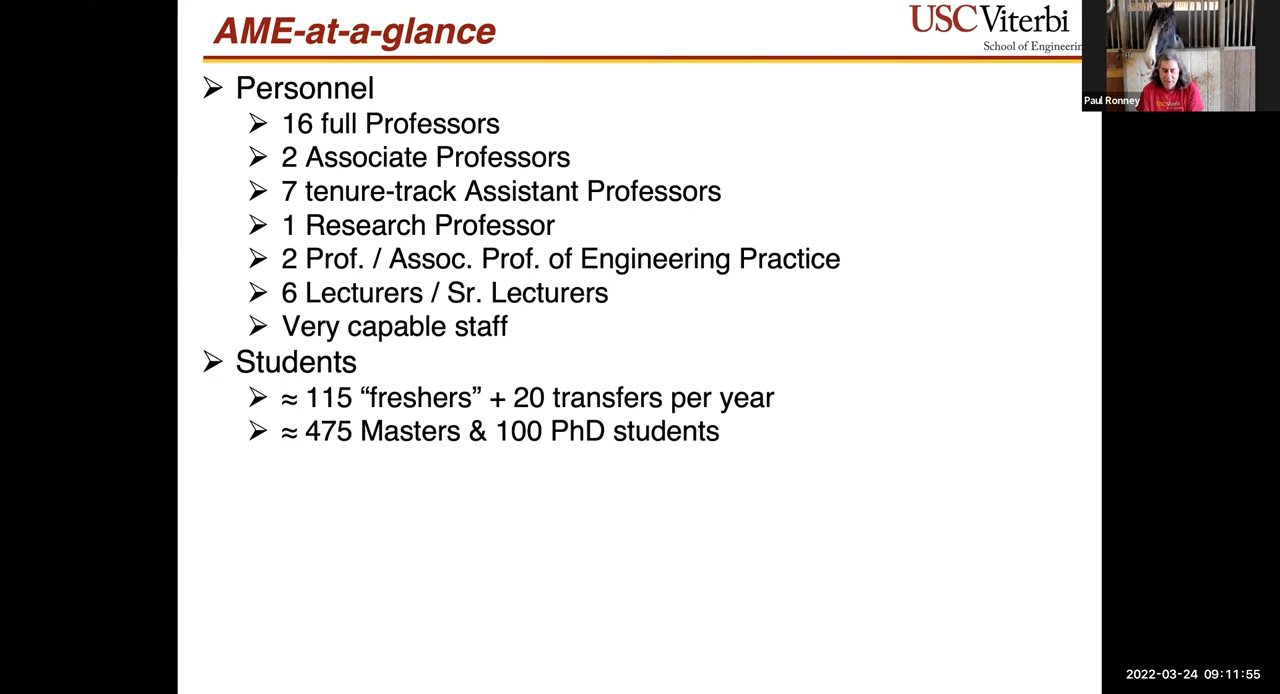 AME-at-a-glance
USC Viterbi
School of Engineerin
Paul Ronney
➢ Personnel
➢ 16 full Professors
➢ 2 Associate Professors
➢ 7 tenure-track Assistant Professors
➢ 1 Research Professor
➢ 2 Prof. / Assoc. Prof. of Engineering Practice
➢ 6 Lecturers / Sr. Lecturers
➢ Very capable staff
➢ Students
➢ ≈ 115 “freshers” + 20 transfers per year
➢ ≈ 475 Masters & 100 PhD students
2022-03-24 09:11:55